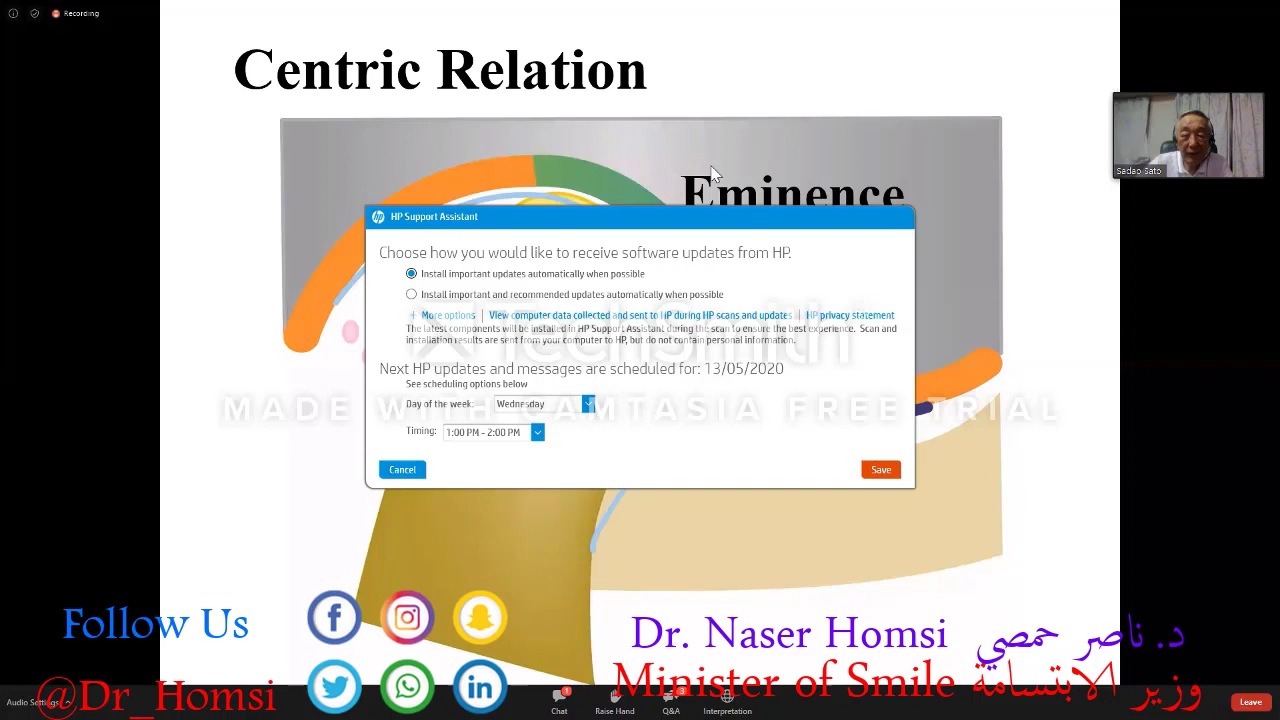 Recording
Centric Relation
Eminence
Sadao Sato
HP Support Assistant
Choose how you would like to receive software updates from HP.
Install important updates automatically when possible
Install important and recommended updates automatically when possible
+ More options | View computer data collected and sent to HP during HP scans and updates | HP privacy statement
The latest components will be installed in HP Support Assistant during the scan to ensure the best experience. Scan and
installation results are sent from your computer to HP, but do not contain personal information.
TechSmith
Next HP updates and messages are scheduled for: 13/05/2020
See scheduling options below
Day of the week: Wednesday
MADE WITH CAMTASIA FREE TRIAL
Timing: 1:00 PM - 2:00 PM
Cancel
Save
Follow Us
Dr. Naser Homsi د. ناصر حمصي
@Dr_Homsi
Minister of Smile وزير الابتسامة
Audio Settings
Chat 1
Raise Hand
Q&A 3
Interpretation
Leave